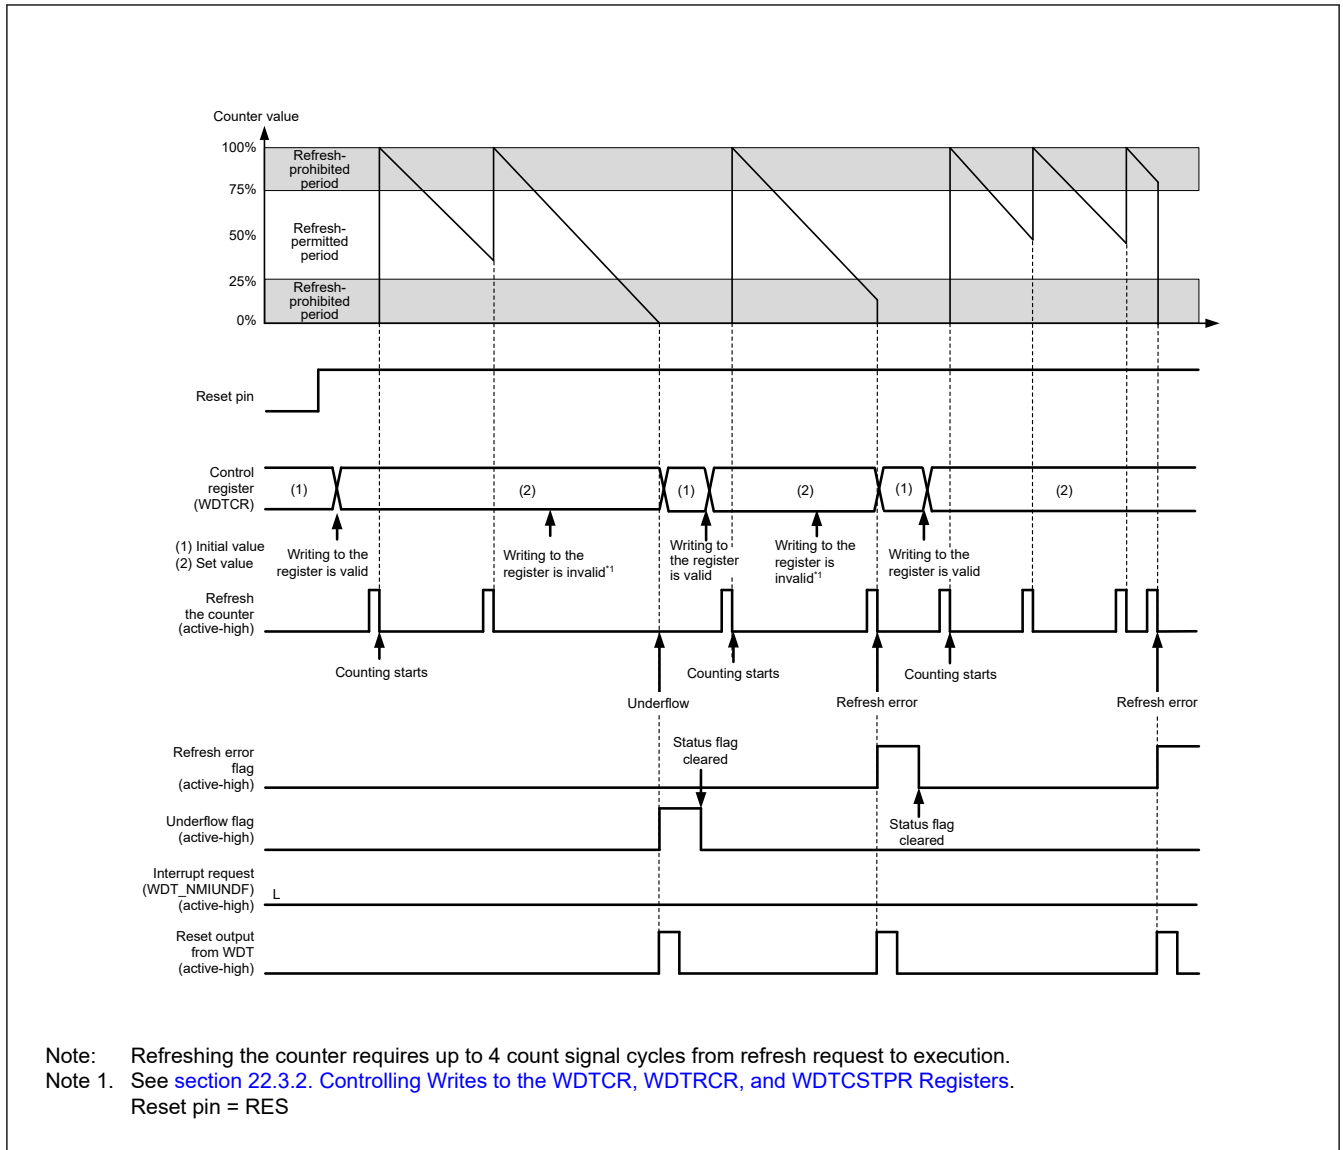 Counter value
100%
Refresh-
prohibited
period
75%
50%
Refresh-
permitted
period
25%
Refresh-
prohibited
period
0%
Reset pin
Control
register
(WDTCR)
(1)
(2)
(1)
(2)
(1)
(2)
(1) Initial value
(2) Set value
Writing to the
register is valid
Writing to the
register is invalid*1
Writing to
the register
is valid
Writing to the
register is
invalid*1
Writing to the
register is valid
Refresh
the counter
(active-high)
Counting starts
Counting starts
Counting starts
Underflow
Refresh error
Refresh error
Refresh error
flag
(active-high)
Status flag
cleared
Underflow flag
(active-high)
Status flag
cleared
Interrupt request
(WDT_NMIUNDF)
(active-high)
L
Reset output
from WDT
(active-high)
Note: Refreshing the counter requires up to 4 count signal cycles from refresh request to execution.
Note 1. See section 22.3.2. Controlling Writes to the WDTCR, WDTRCR, and WDTCSTPR Registers.
Reset pin = RES